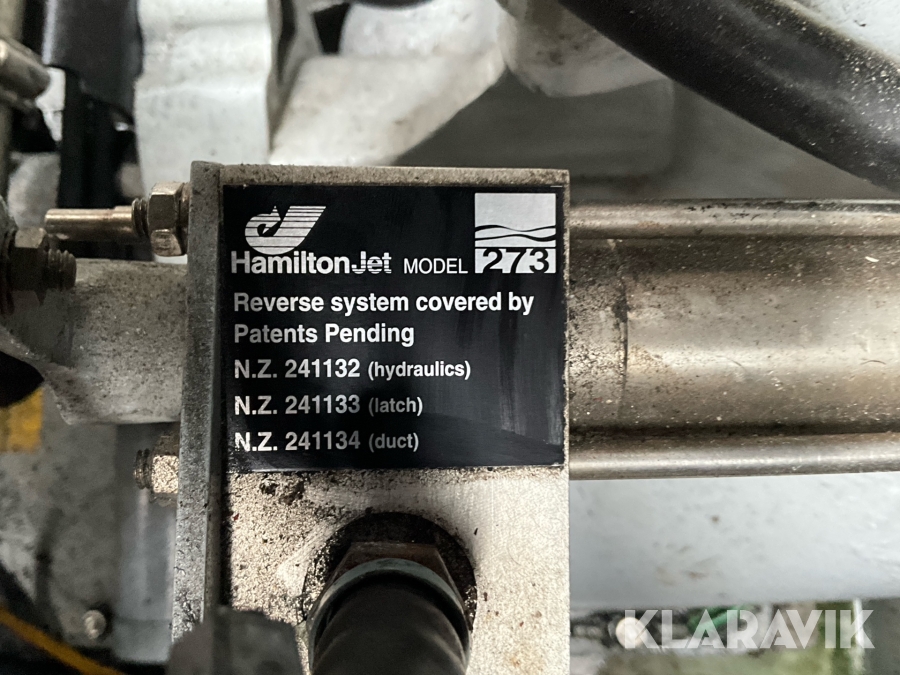 HamiltonJet MODEL 273
Reverse system covered by
Patents Pending
N.Z. 241132 (hydraulics)
N.Z. 241133 (latch)
N.Z. 241134 (duct)
KLARAVIK